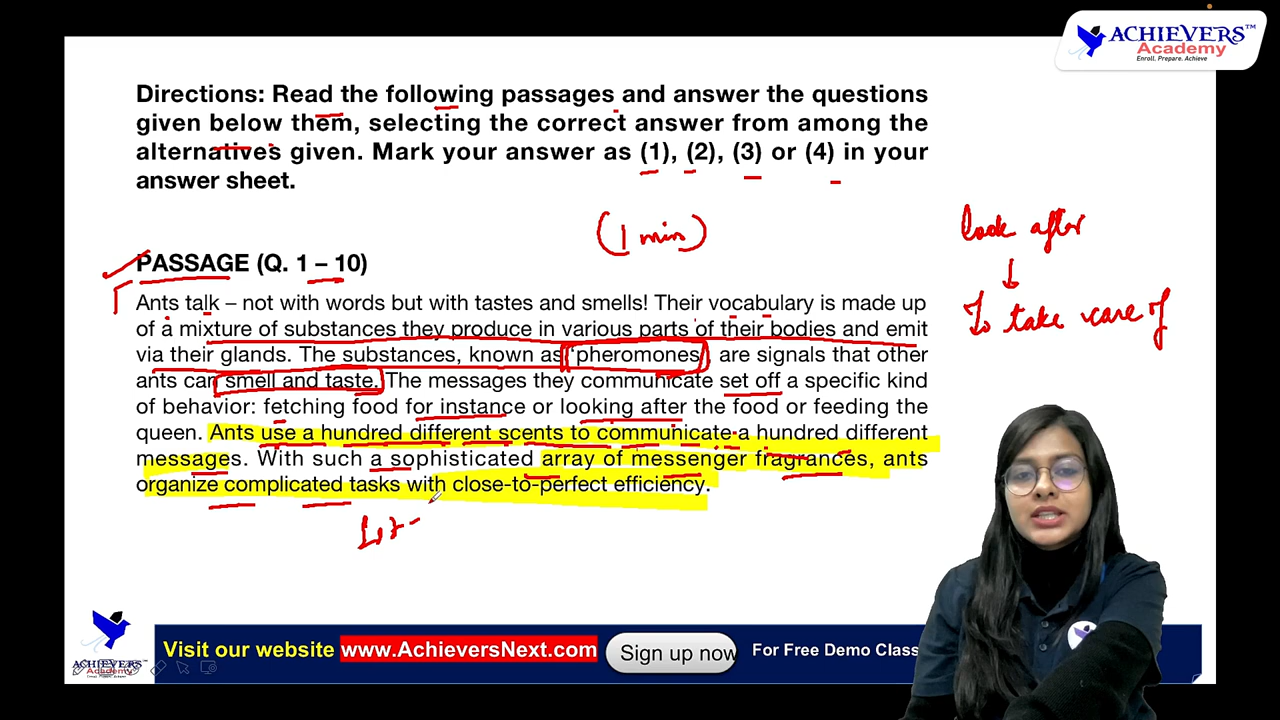 ACHIEVERS™
Academy
Enroll. Prepare. Achieve
Directions: Read the following passages and answer the questions
given below them, selecting the correct answer from among the
alternatives given. Mark your answer as (1), (2), (3) or (4) in your
answer sheet.
(1 min)
look after
↓
To take care of
PASSAGE (Q. 1 – 10)
Ants talk – not with words but with tastes and smells! Their vocabulary is made up
of a mixture of substances they produce in various parts of their bodies and emit
via their glands. The substances, known as 'pheromones, are signals that other
ants can smell and taste. The messages they communicate set off a specific kind
of behavior: fetching food for instance or looking after the food or feeding the
queen. Ants use a hundred different scents to communicate a hundred different
messages. With such a sophisticated array of messenger fragrances, ants
organize complicated tasks with close-to-perfect efficiency.
ACHIEVERS
Academy
Visit our website www.AchieversNext.com
Sign up now
For Free Demo Class